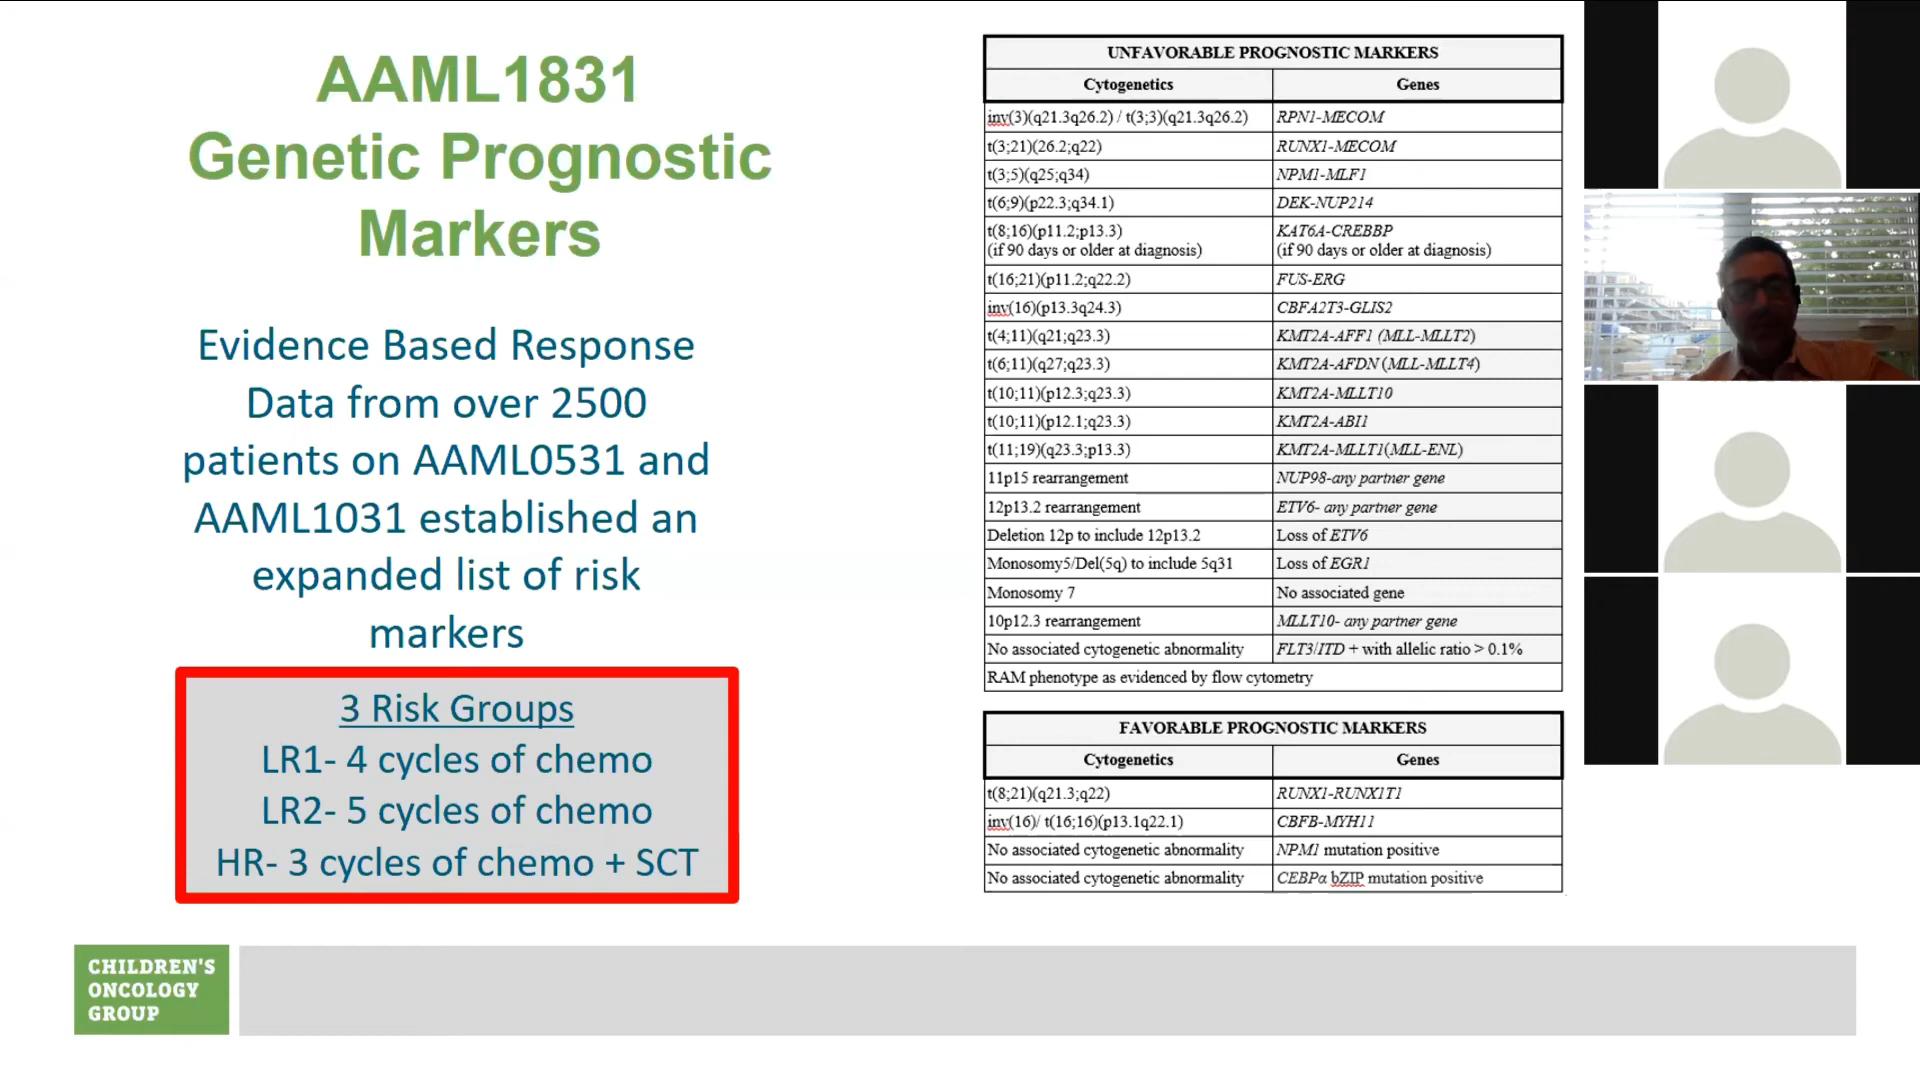 AAML1831
Genetic Prognostic
Markers
Evidence Based Response
Data from over 2500
patients on AAML0531 and
AAML1031 established an
expanded list of risk
markers
3 Risk Groups
LR1- 4 cycles of chemo
LR2- 5 cycles of chemo
HR- 3 cycles of chemo + SCT
UNFAVORABLE PROGNOSTIC MARKERS
Cytogenetics Genes
inv(3)(q21.3q26.2) / t(3;3)(q21.3q26.2) RPN1-MECOM
t(3;21)(26.2;q22) RUNX1-MECOM
t(3;5)(q25;q34) NPM1-MLF1
t(6;9)(p22.3;q34.1) DEK-NUP214
t(8;16)(p11.2;p13.3) KAT6A-CREBBP
(if 90 days or older at diagnosis) (if 90 days or older at diagnosis)
t(16;21)(p11.2;q22.2) FUS-ERG
inv(16)(p13.3q24.3) CBFA2T3-GLIS2
t(4;11)(q21;q23.3) KMT2A-AFF1 (MLL-MLLT2)
t(6;11)(q27;q23.3) KMT2A-AFDN (MLL-MLLT4)
t(10;11)(p12.3;q23.3) KMT2A-MLLT10
t(10;11)(p12.1;q23.3) KMT2A-ABI1
t(11;19)(q23.3;p13.3) KMT2A-MLLT1(MLL-ENL)
11p15 rearrangement NUP98-any partner gene
12p13.2 rearrangement ETV6- any partner gene
Deletion 12p to include 12p13.2 Loss of ETV6
Monosomy5/Del(5q) to include 5q31 Loss of EGR1
Monosomy 7 No associated gene
10p12.3 rearrangement MLLT10- any partner gene
No associated cytogenetic abnormality FLT3/ITD + with allelic ratio > 0.1%
RAM phenotype as evidenced by flow cytometry
FAVORABLE PROGNOSTIC MARKERS
Cytogenetics Genes
t(8;21)(q21.3;q22) RUNX1-RUNX1T1
inv(16)/ t(16;16)(p13.1q22.1) CBFB-MYH11
No associated cytogenetic abnormality NPM1 mutation positive
No associated cytogenetic abnormality CEBPα bZIP mutation positive
CHILDREN'S
ONCOLOGY
GROUP